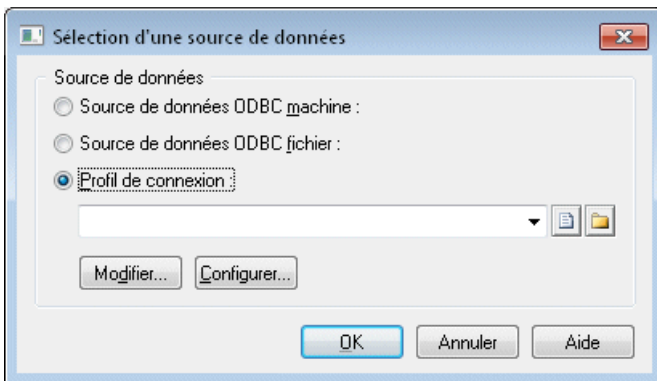 Sélection d'une source de données
Source de données
Source de données ODBC machine :
Source de données ODBC fichier :
Profil de connexion :
Modifier... Configurer...
OK Annuler Aide